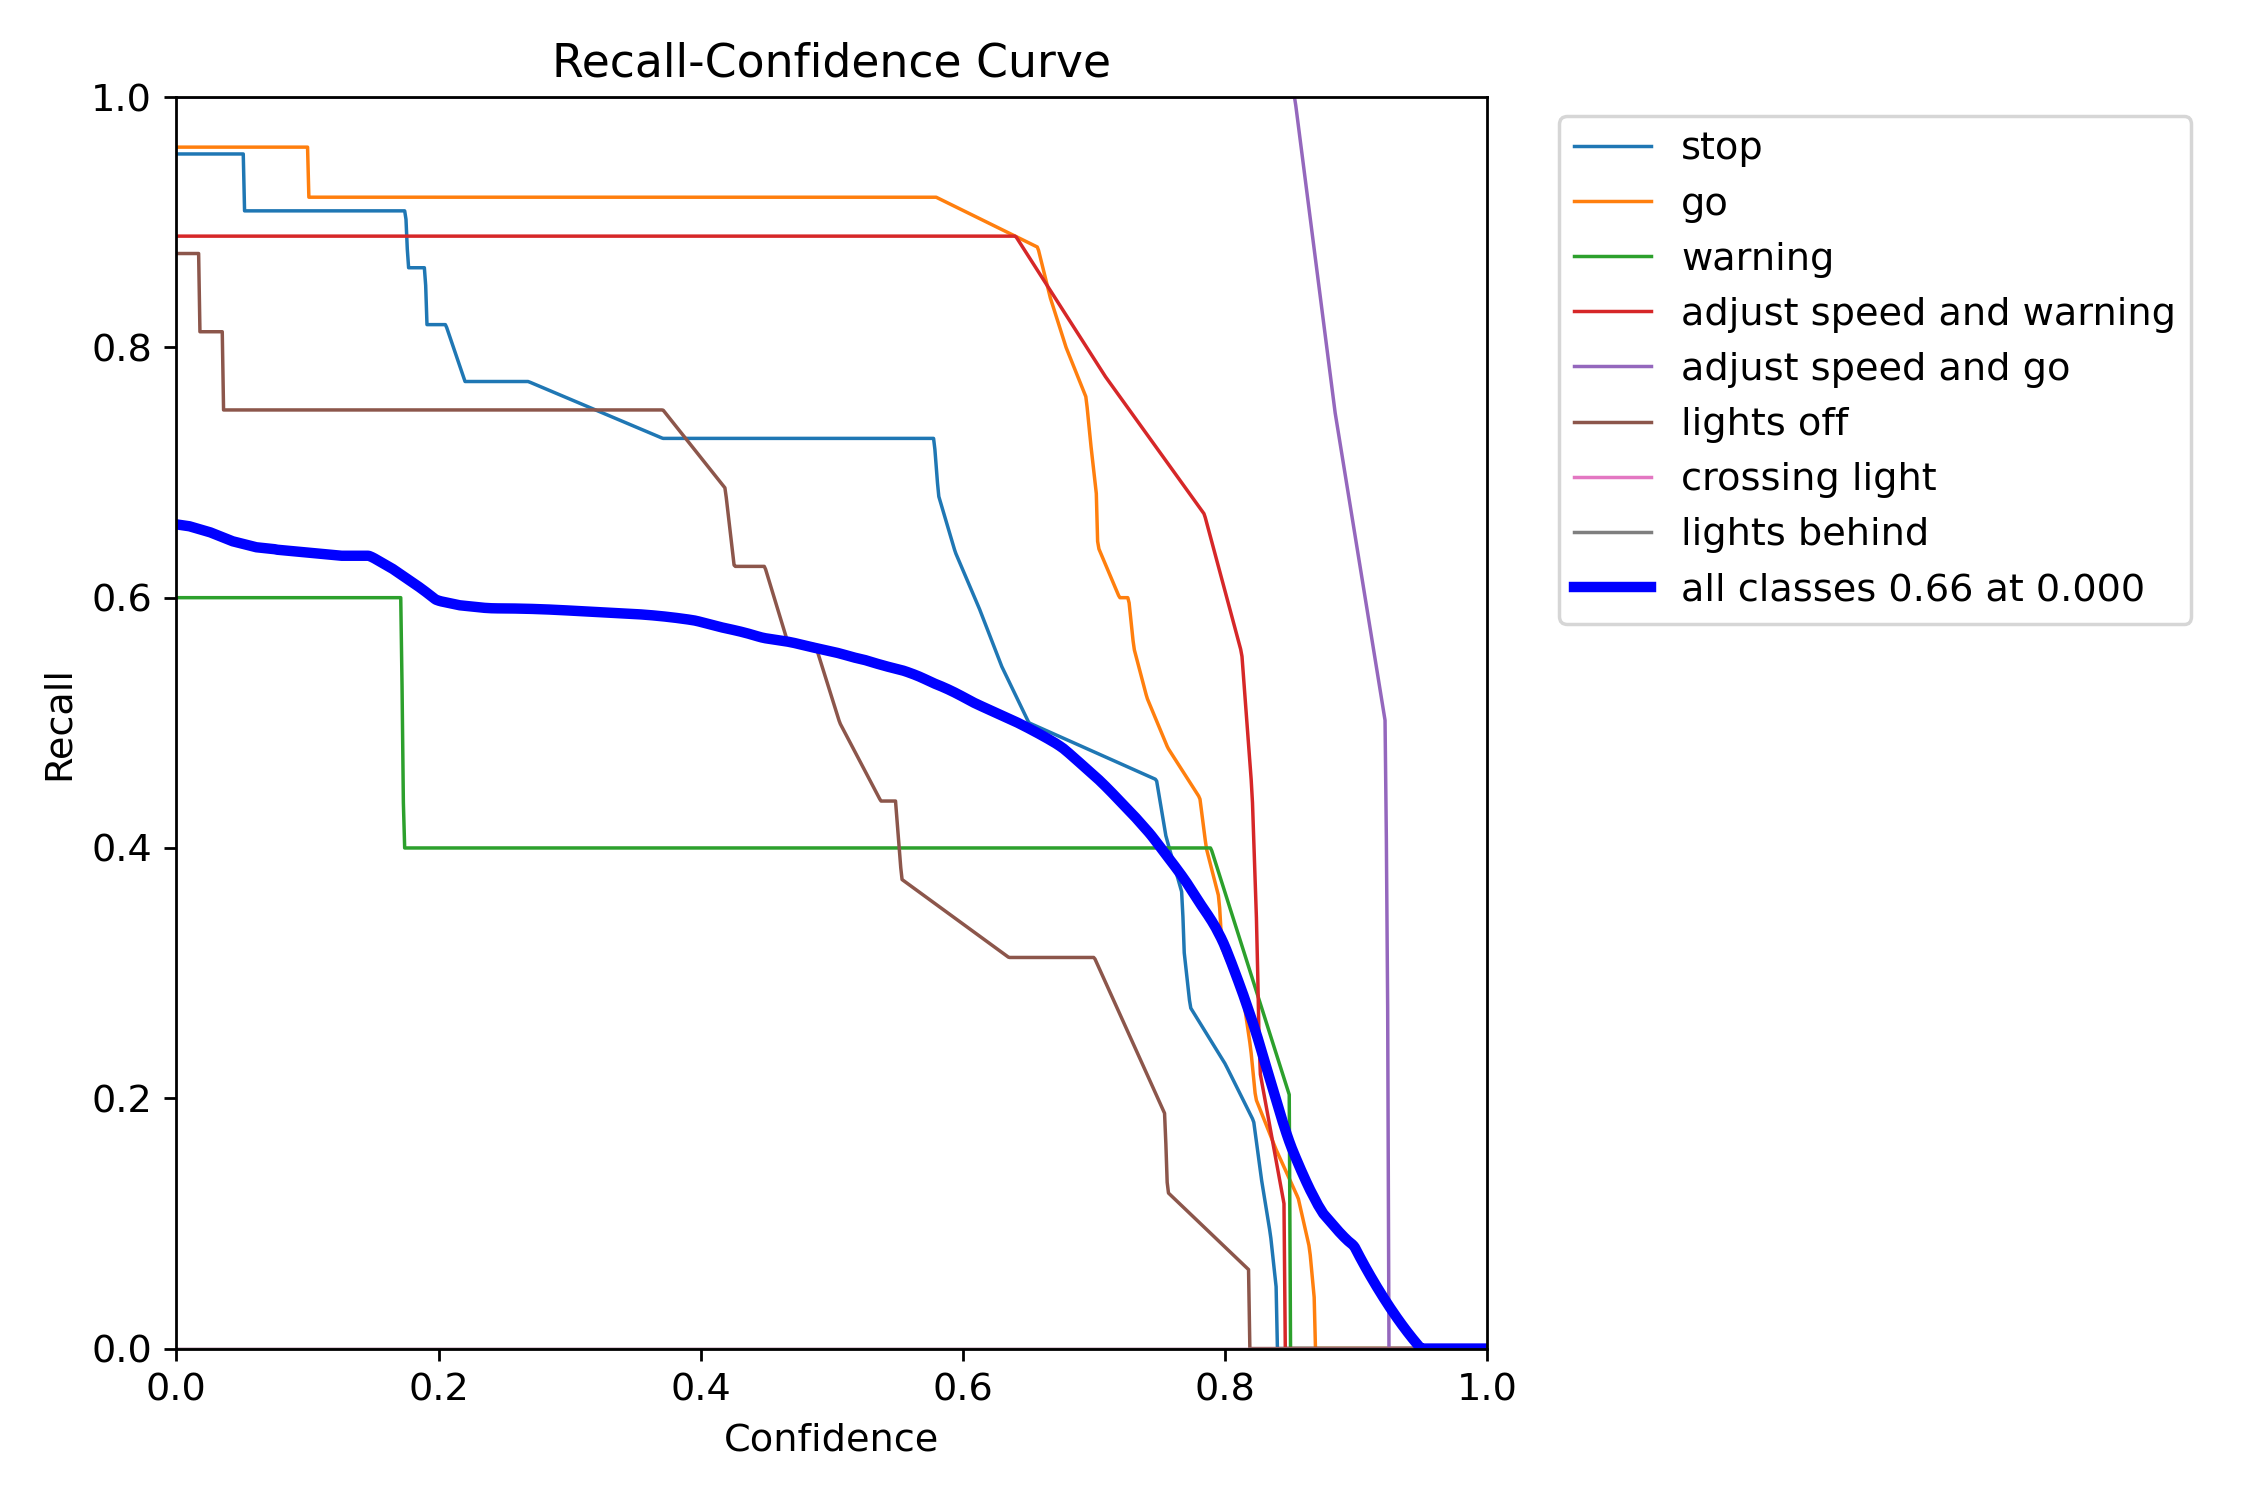 Recall-Confidence Curve
1.0
0.8
0.6
0.4
0.2
0.0
Recall
0.0 0.2 0.4 0.6 0.8 1.0
Confidence
stop
go
warning
adjust speed and warning
adjust speed and go
lights off
crossing light
lights behind
all classes 0.66 at 0.000